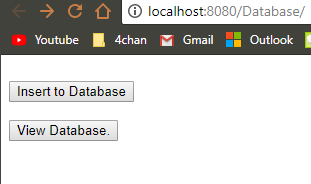 localhost:8080/Database/
Youtube 4chan Gmail Outlook
Insert to Database
View Database.